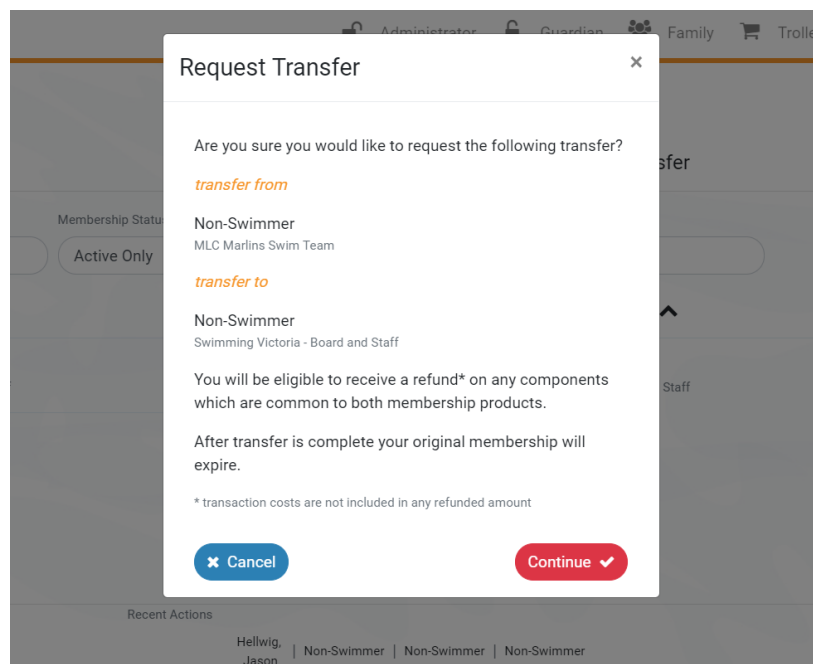 Administrator Guardian Family Trolle
Request Transfer ×
Are you sure you would like to request the following transfer?
sfer
transfer from
Membership Statu
Non-Swimmer
MLC Marlins Swim Team
Active Only
transfer to
Non-Swimmer
Swimming Victoria - Board and Staff
You will be eligible to receive a refund* on any components
Staff
which are common to both membership products.
After transfer is complete your original membership will
expire.
* transaction costs are not included in any refunded amount
Cancel Continue
Recent Actions
Hellwig,
Jason | Non-Swimmer | Non-Swimmer | Non-Swimmer